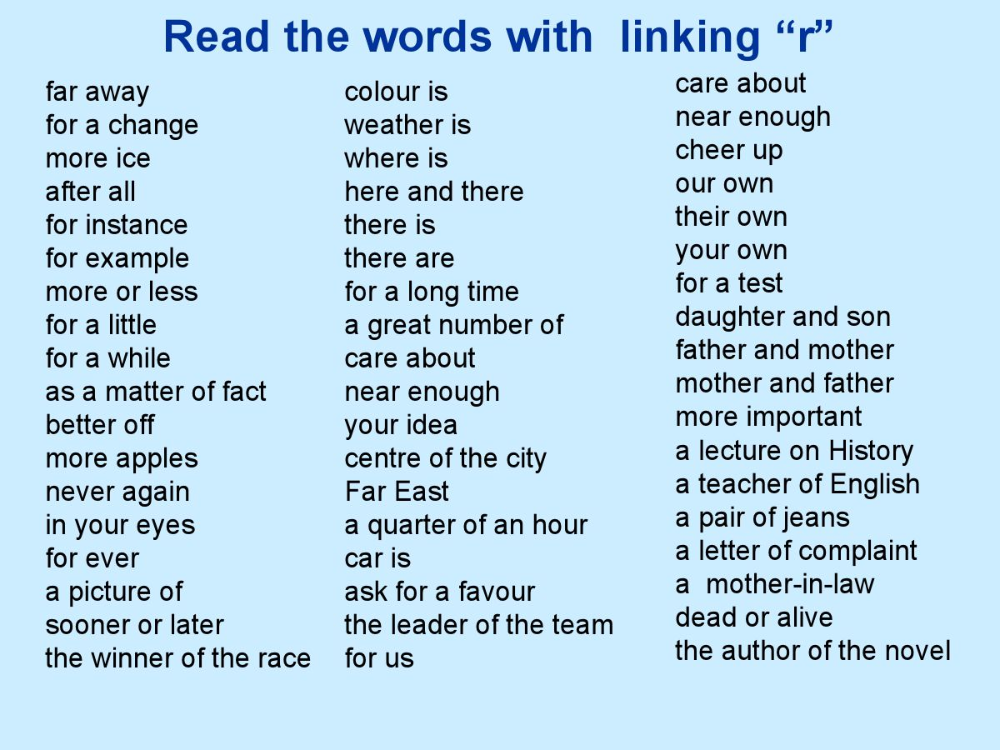 Read the words with  linking “r”
far away
for a change
more ice
after all
for instance
for example
more or less
for a little
for a while
as a matter of fact
better off
more apples
never again
in your eyes
for ever
a picture of
sooner or later
the winner of the race
colour is
weather is
where is
here and there
there is
there are
for a long time
a great number of
care about
near enough
your idea
centre of the city
Far East
a quarter of an hour
car is
ask for a favour
the leader of the team
for us
care about
near enough
cheer up
our own
their own
your own
for a test
daughter and son
father and mother
mother and father
more important
a lecture on History
a teacher of English
a pair of jeans
a letter of complaint
a  mother-in-law
dead or alive
the author of the novel